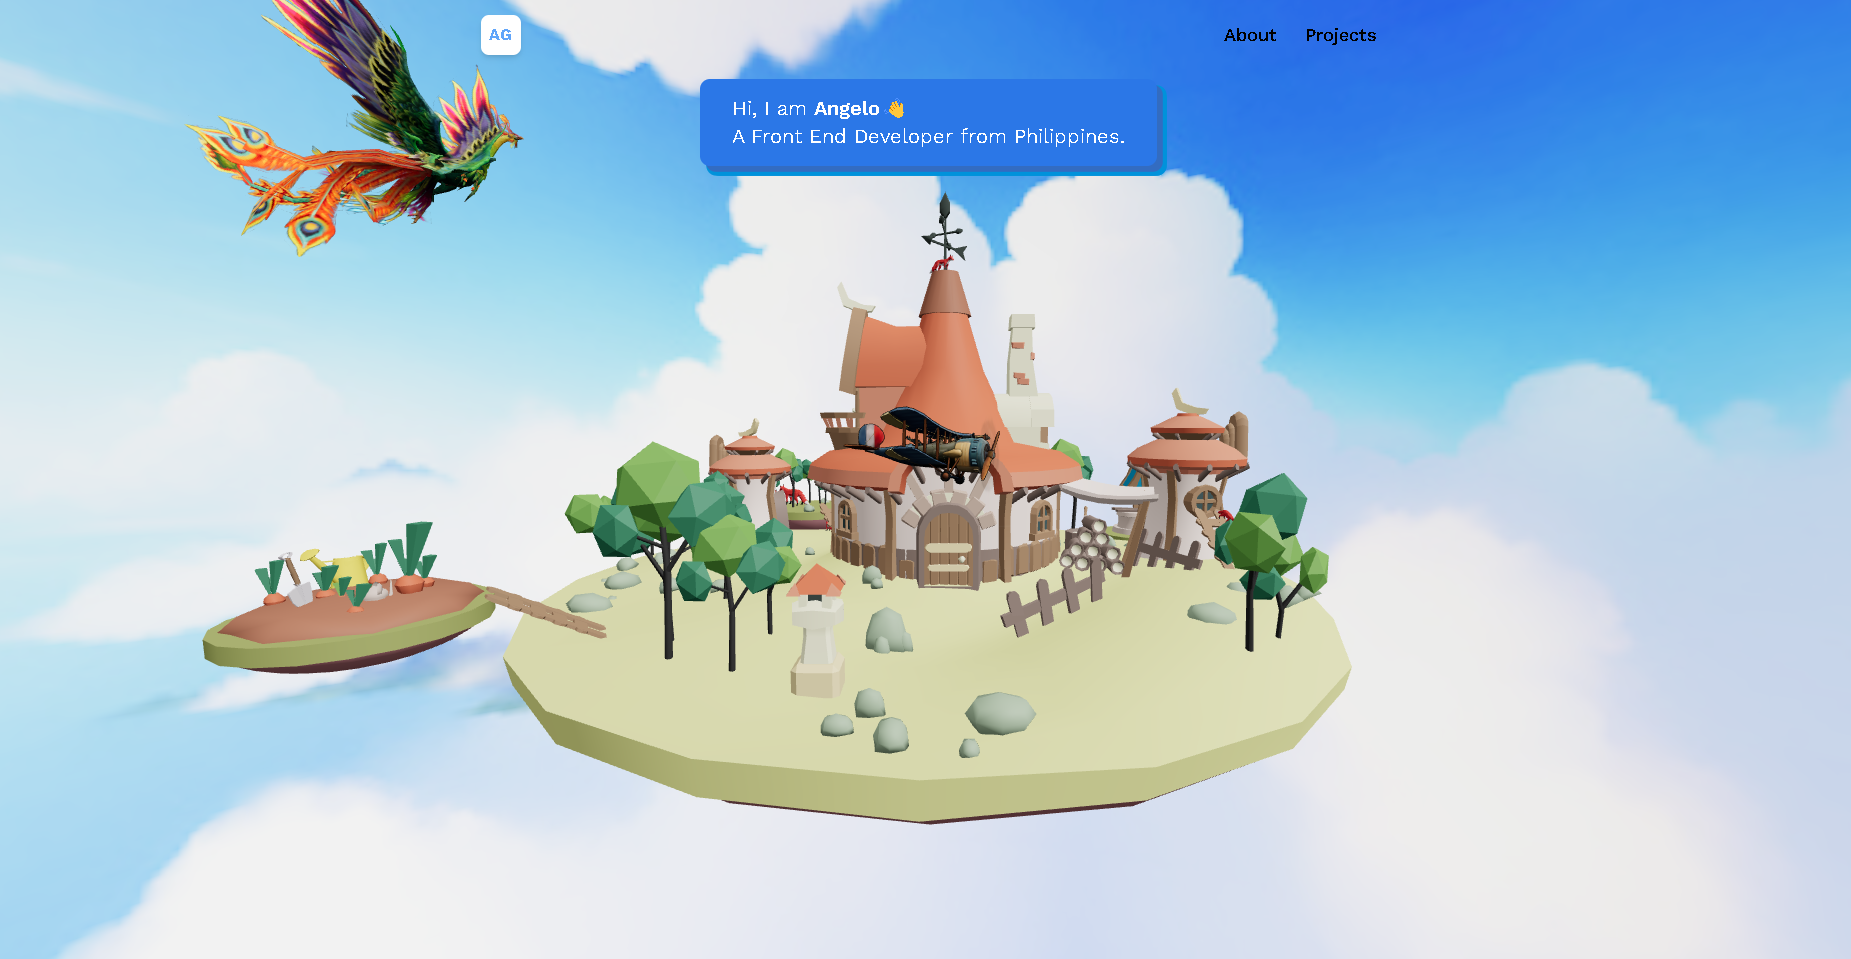 AG
About
Projects
Hi, I am Angelo 👋
A Front End Developer from Philippines.